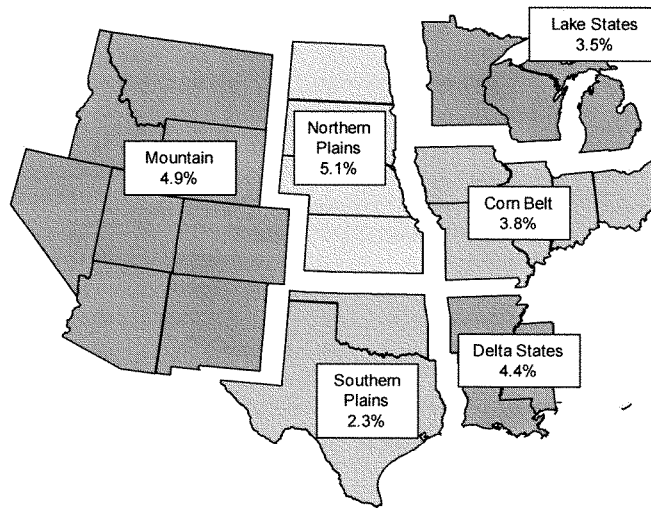 Lake States
3.5%
Northern
Plains
5.1%
Mountain
4.9%
Corn Belt
3.8%
Delta States
4.4%
Southern
Plains
2.3%